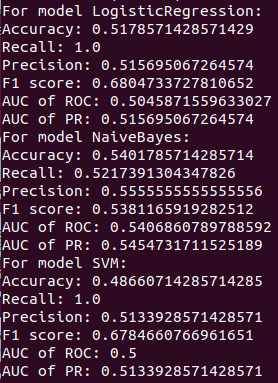 For model LogisticRegression:
Accuracy: 0.5178571428571429
Recall: 1.0
Precision: 0.515695067264574
F1 score: 0.6804733727810652
AUC of ROC: 0.5045871559633027
AUC of PR: 0.515695067264574
For model NaiveBayes:
Accuracy: 0.5401785714285714
Recall: 0.5217391304347826
Precision: 0.5555555555555556
F1 score: 0.5381165919282512
AUC of ROC: 0.5406860789788592
AUC of PR: 0.5454731711525189
For model SVM:
Accuracy: 0.48660714285714285
Recall: 1.0
Precision: 0.5133928571428571
F1 score: 0.6784660766961651
AUC of ROC: 0.5
AUC of PR: 0.5133928571428571